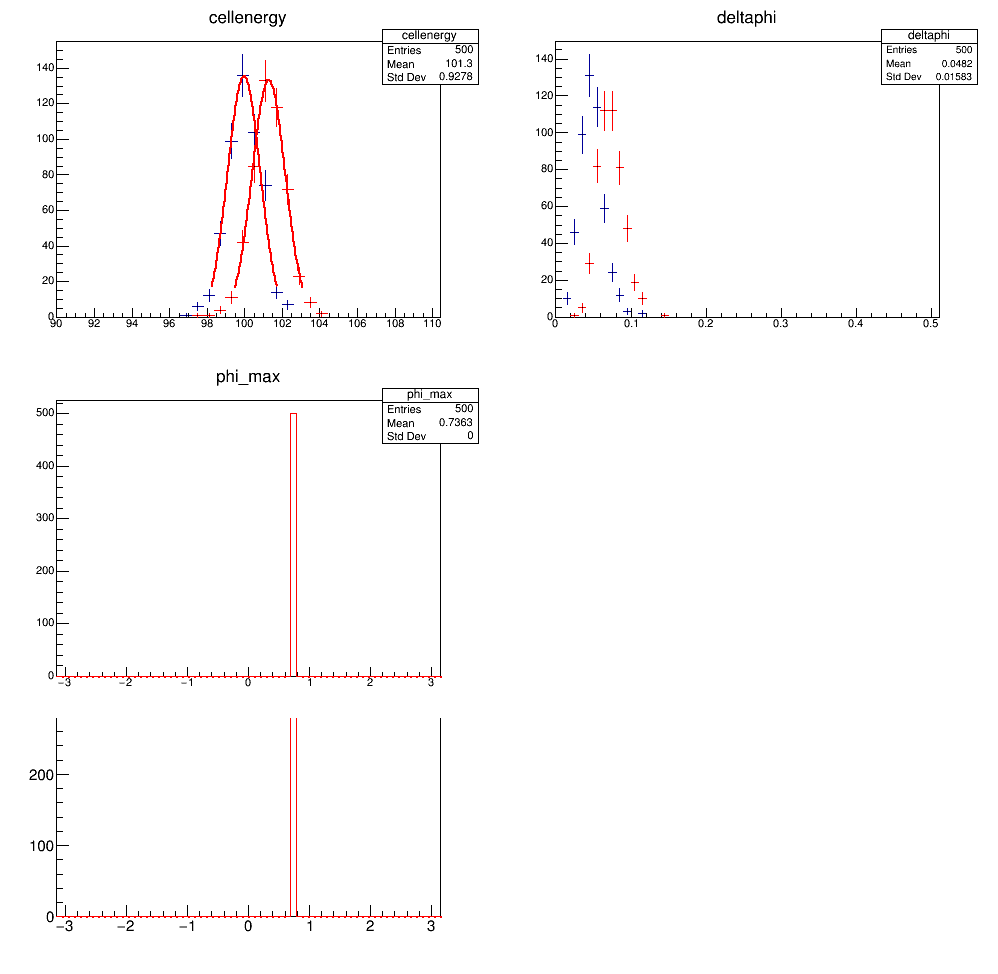 cellenergy
cellenergy
Entries 500
Mean 101.3
Std Dev 0.9278
140
120
100
80
60
40
20
0
90 92 94 96 98 100 102 104 106 108 110
deltaphi
deltaphi
Entries 500
Mean 0.0482
Std Dev 0.01583
140
120
100
80
60
40
20
0
0 0.1 0.2 0.3 0.4 0.5
phi_max
phi_max
Entries 500
Mean 0.7363
Std Dev 0
500
400
300
200
100
0
−3 −2 −1 0 1 2 3
200
100
0
−3 −2 −1 0 1 2 3